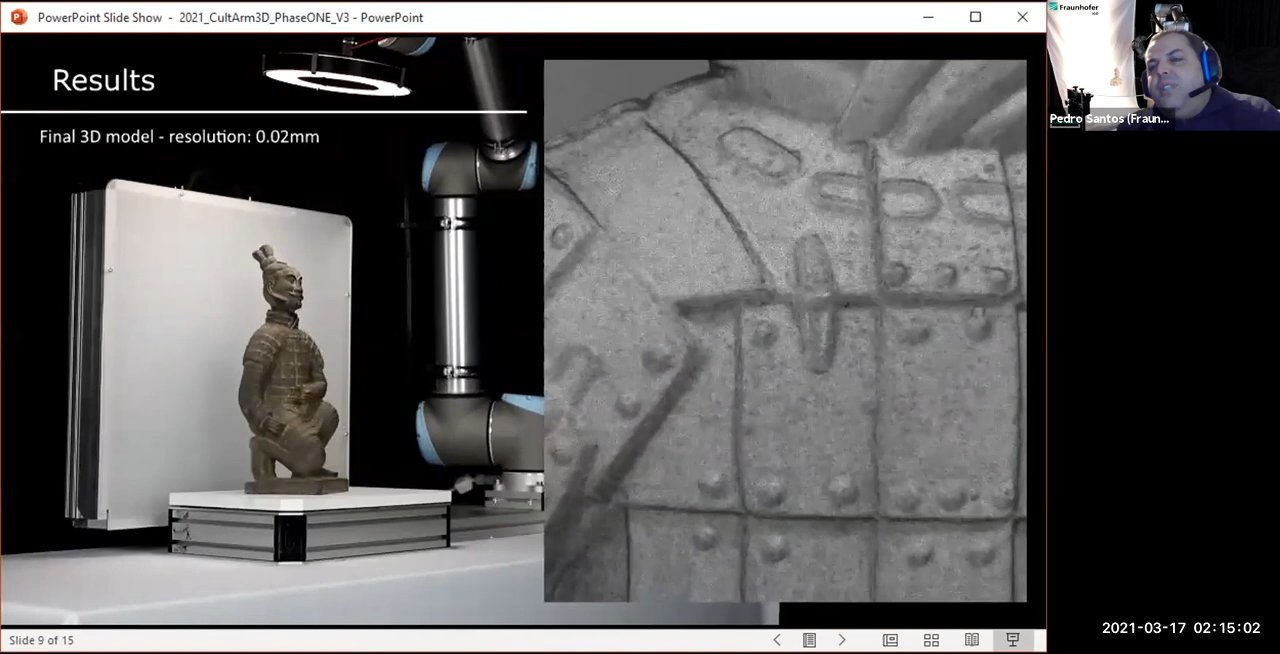 PowerPoint Slide Show - 2021_CultArm3D_PhaseONE_V3 - PowerPoint
Results
Final 3D model - resolution: 0.02mm
Fraunhofer
Pedro Santos (Fraun...
2021-03-17 02:15:02
Slide 9 of 15